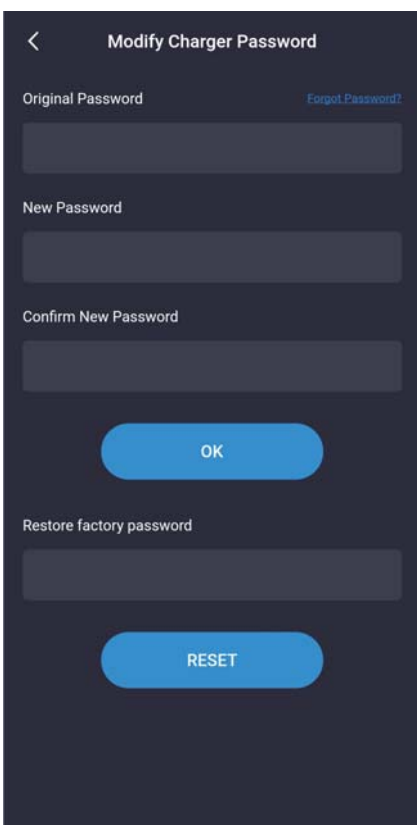 Modify Charger Password
Original Password Forgot Password?
New Password
Confirm New Password
OK
Restore factory password
RESET